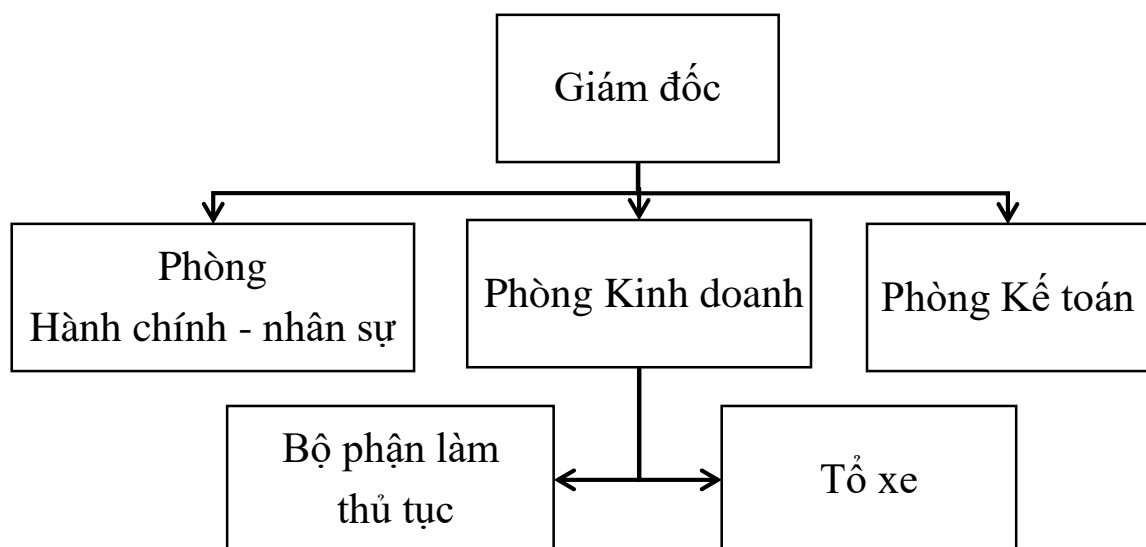 Giám đốc
Phòng
Hành chính - nhân sự
Phòng Kinh doanh
Phòng Kế toán
Bộ phận làm
thủ tục
Tổ xe